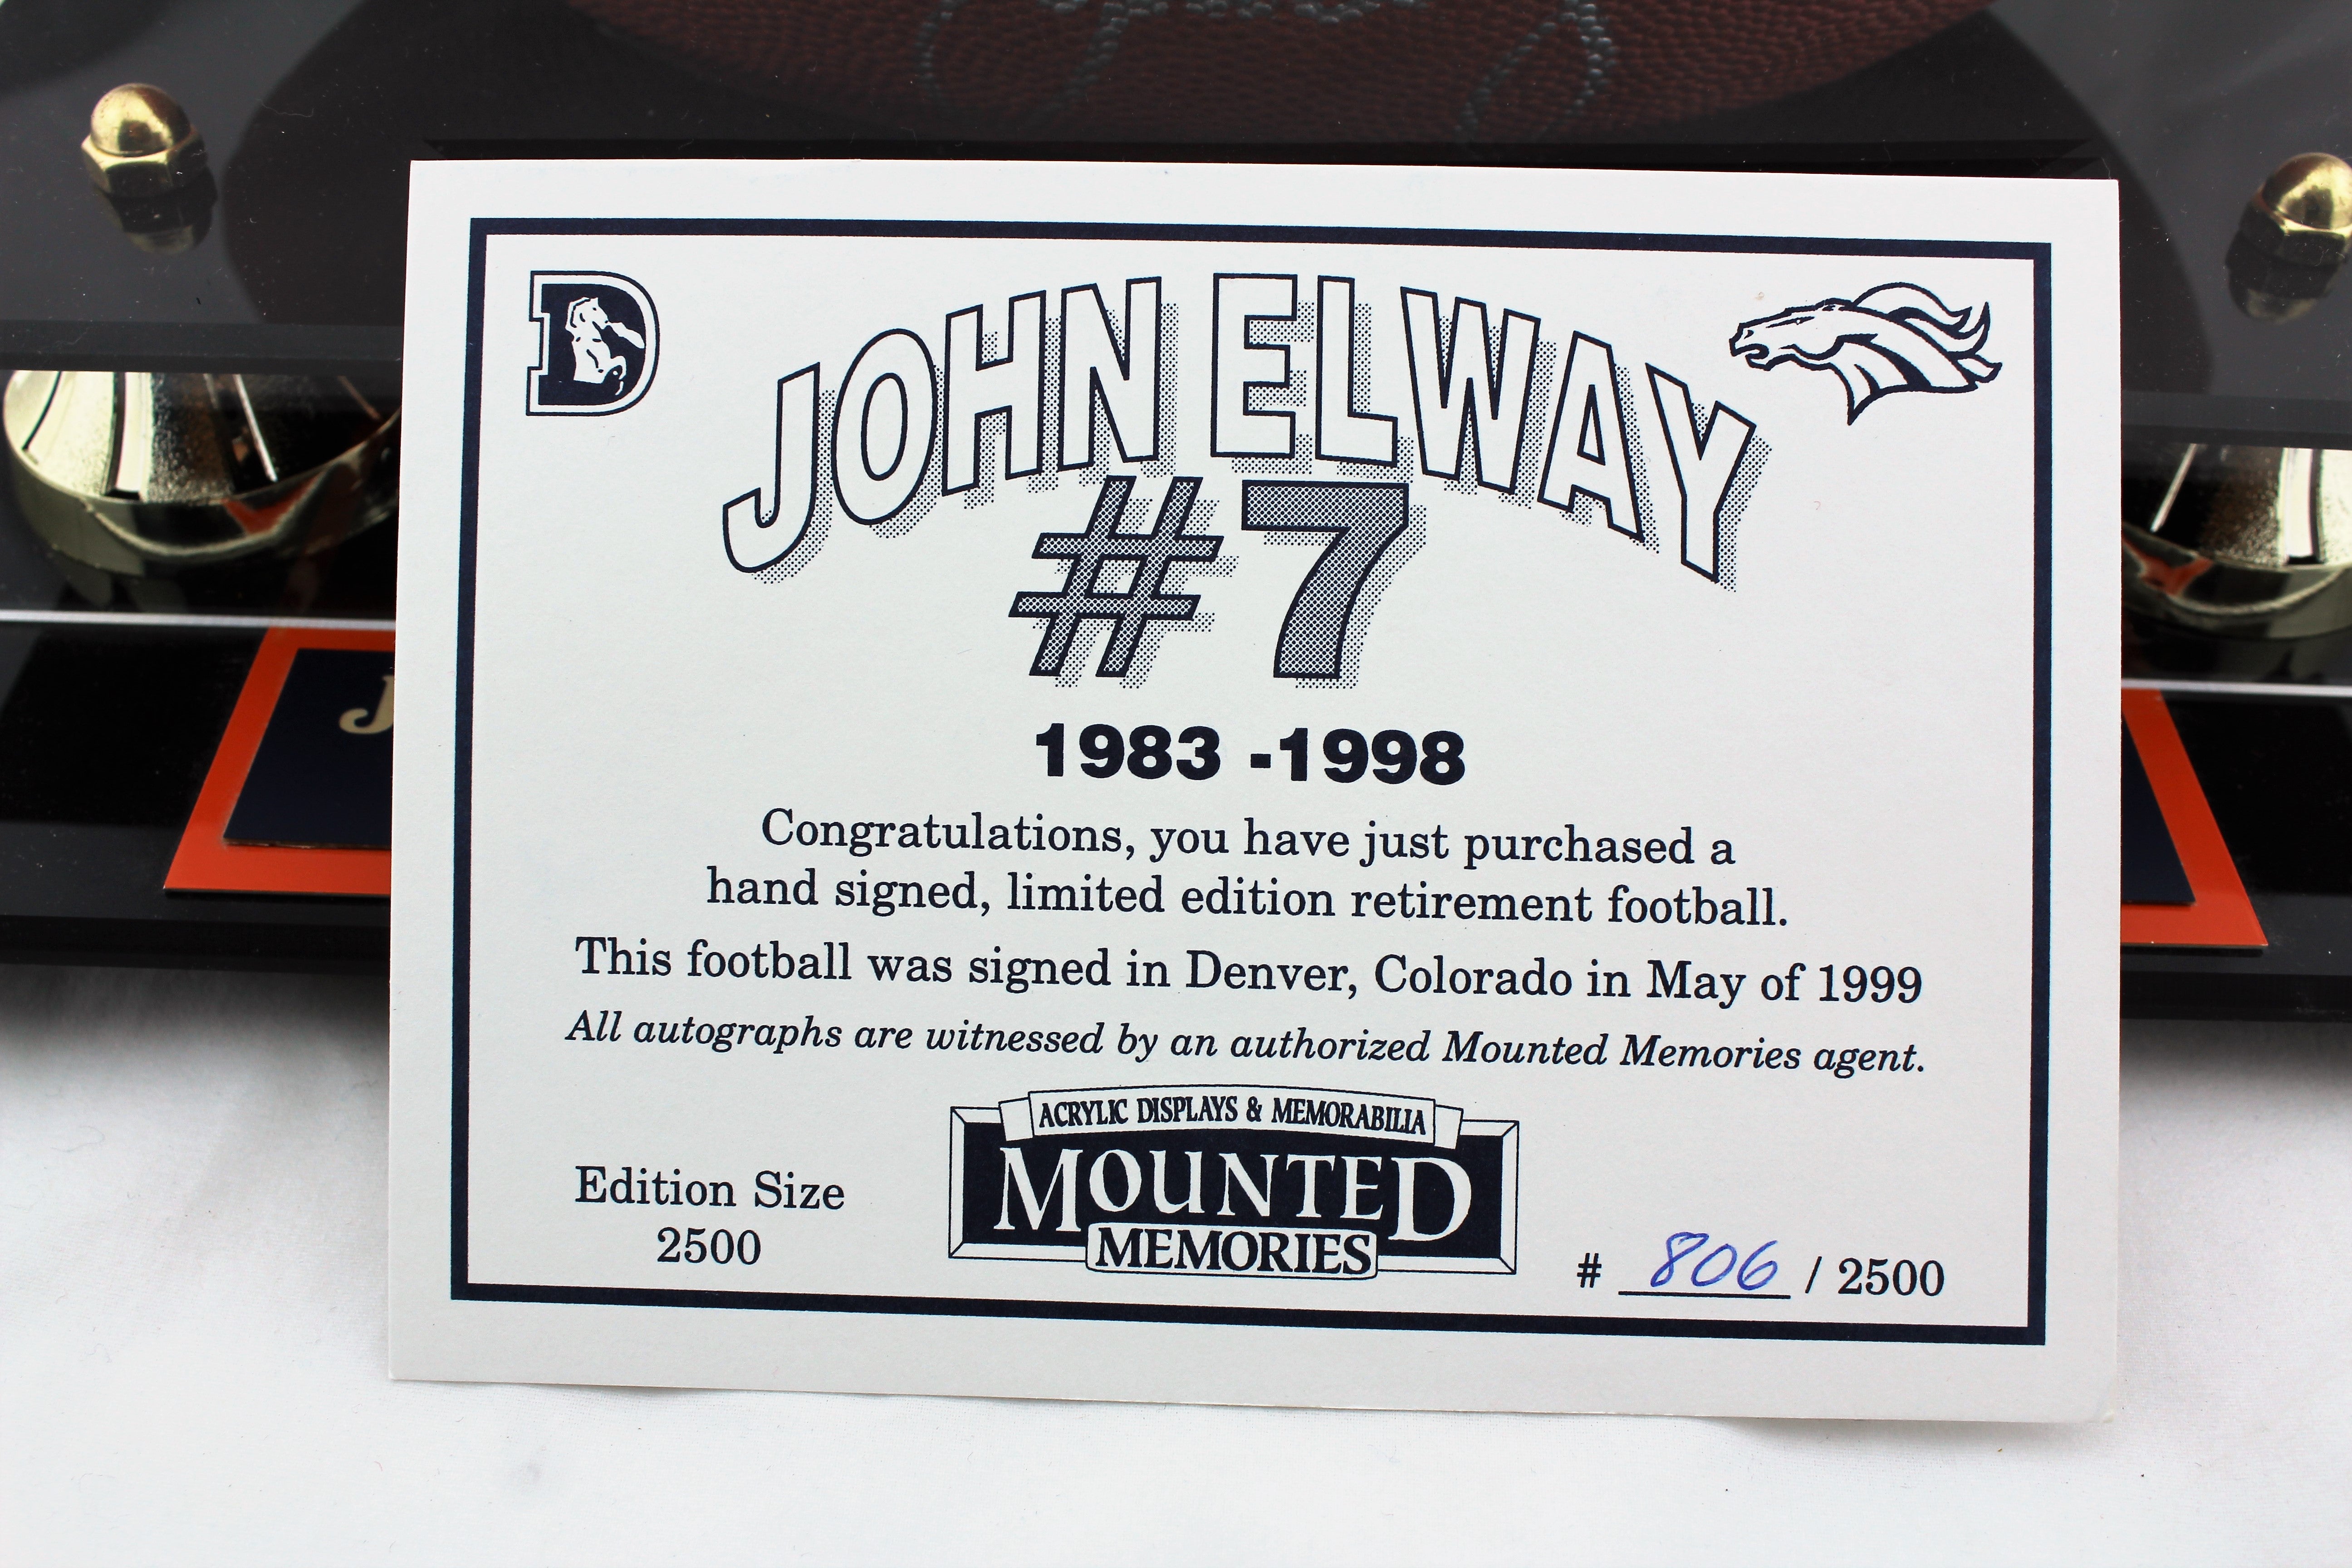 D
JOHN ELWAY
#7
1983 -1998
Congratulations, you have just purchased a
hand signed, limited edition retirement football.
This football was signed in Denver, Colorado in May of 1999
All autographs are witnessed by an authorized Mounted Memories agent.
ACRYLIC DISPLAYS & MEMORABILIA
MOUNTED
MEMORIES
Edition Size
2500
# 806 / 2500
J